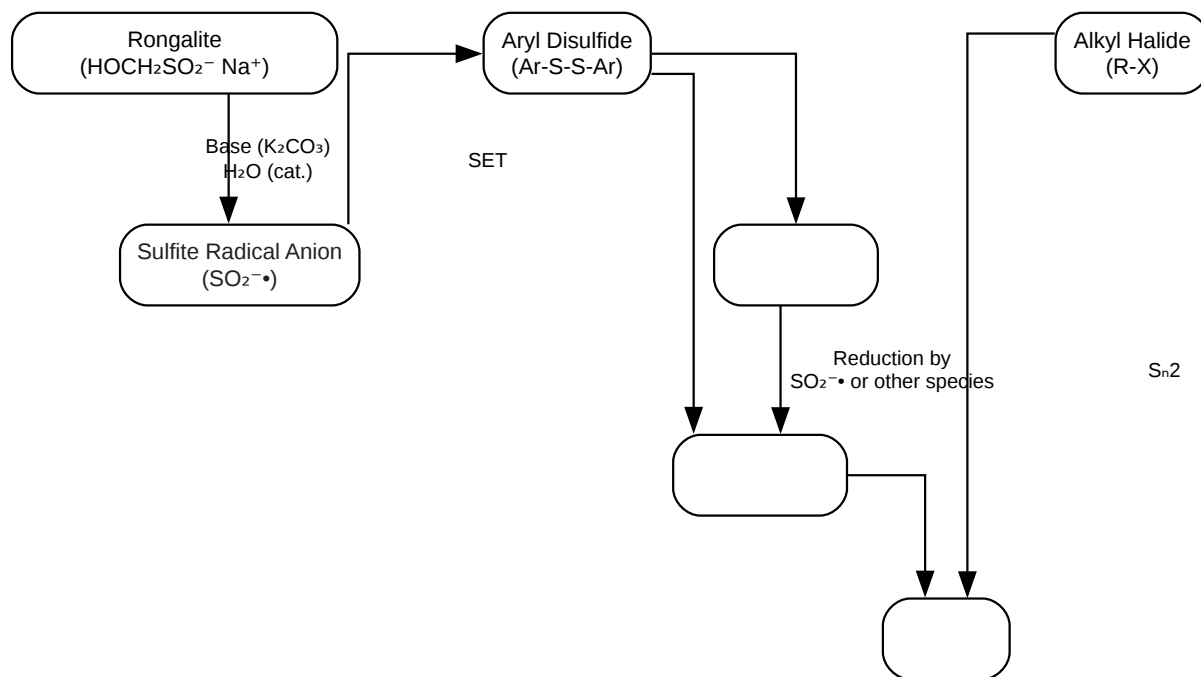 Rongalite
(HOCH₂SO₂⁻ Na⁺)
Aryl Disulfide
(Ar-S-S-Ar)
Alkyl Halide
(R-X)
Base (K₂CO₃)
H₂O (cat.)
SET
Sulfite Radical Anion
(SO₂⁻•)
Reduction by
SO₂⁻• or other species
Sₙ2